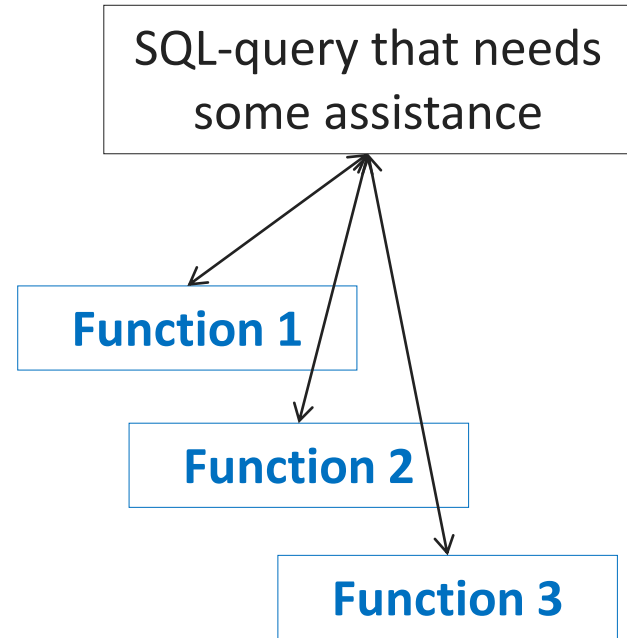 SQL-query that needs
some assistance
Function 1
Function 2
Function 3